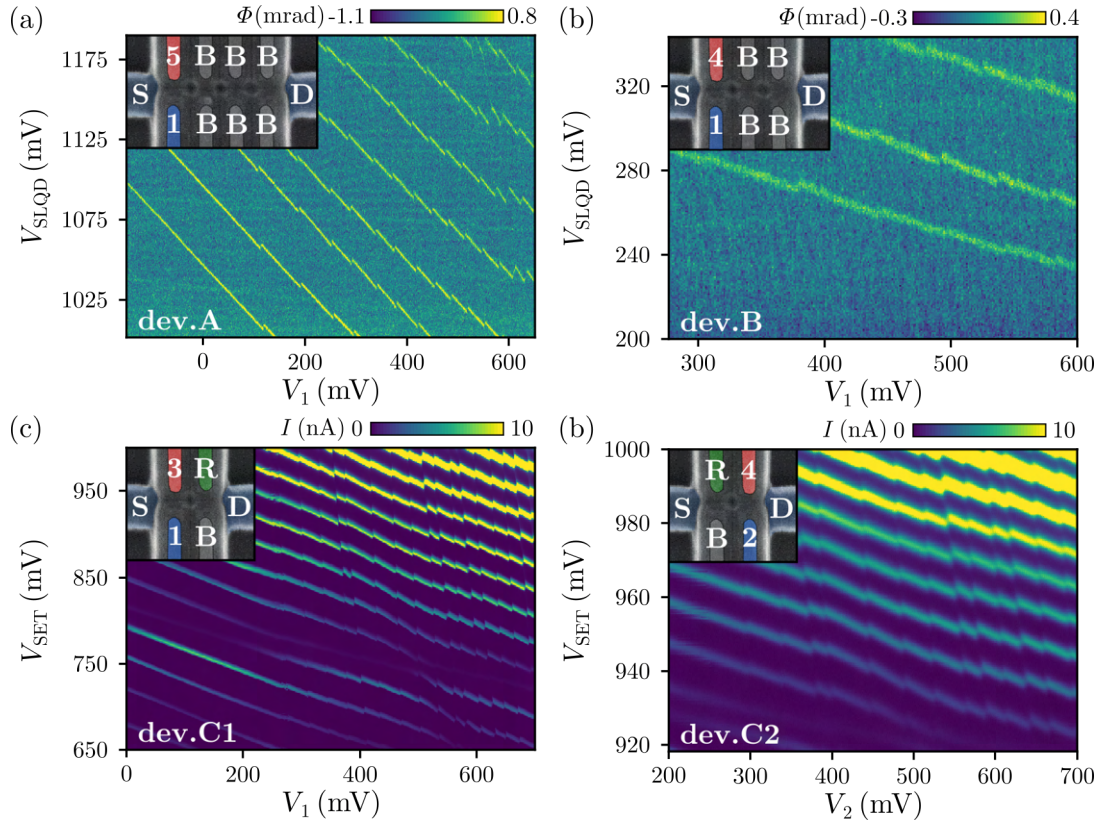 (a)
Φ (mrad) -1.1 0.8
V_SLQD (mV)
1175
1125
1075
1025
5 B B B
S D
1 B B B
dev.A
0 200 400 600
V_1 (mV)
(b)
Φ (mrad) -0.3 0.4
V_SLQD (mV)
320
280
240
200
4 B B
S D
1 B B
dev.B
300 400 500 600
V_1 (mV)
(c)
I (nA) 0 10
V_SET (mV)
950
850
750
650
3 R
S D
1 B
dev.C1
0 200 400 600
V_1 (mV)
(b)
I (nA) 0 10
V_SET (mV)
1000
980
960
940
920
R 4
S D
B 2
dev.C2
200 300 400 500 600 700
V_2 (mV)